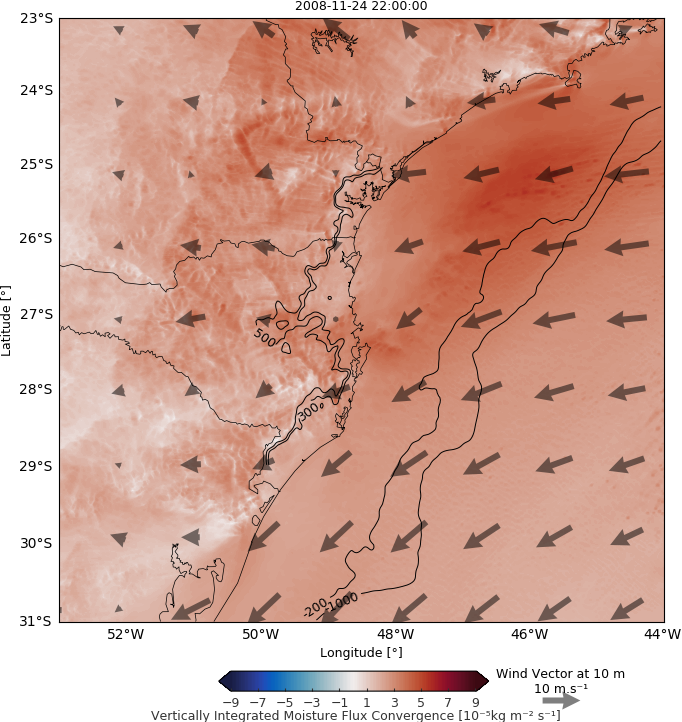 2008-11-24 22:00:00
23°S
24°S
25°S
26°S
27°S
28°S
29°S
30°S
31°S
Latitude [°]
500
300
-200
-1000
52°W
50°W
48°W
46°W
44°W
Longitude [°]
Wind Vector at 10 m
10 m.s⁻¹
−9
−7
−5
−3
−1
1
3
5
7
9
Vertically Integrated Moisture Flux Convergence [10⁻⁵kg m⁻² s⁻¹]